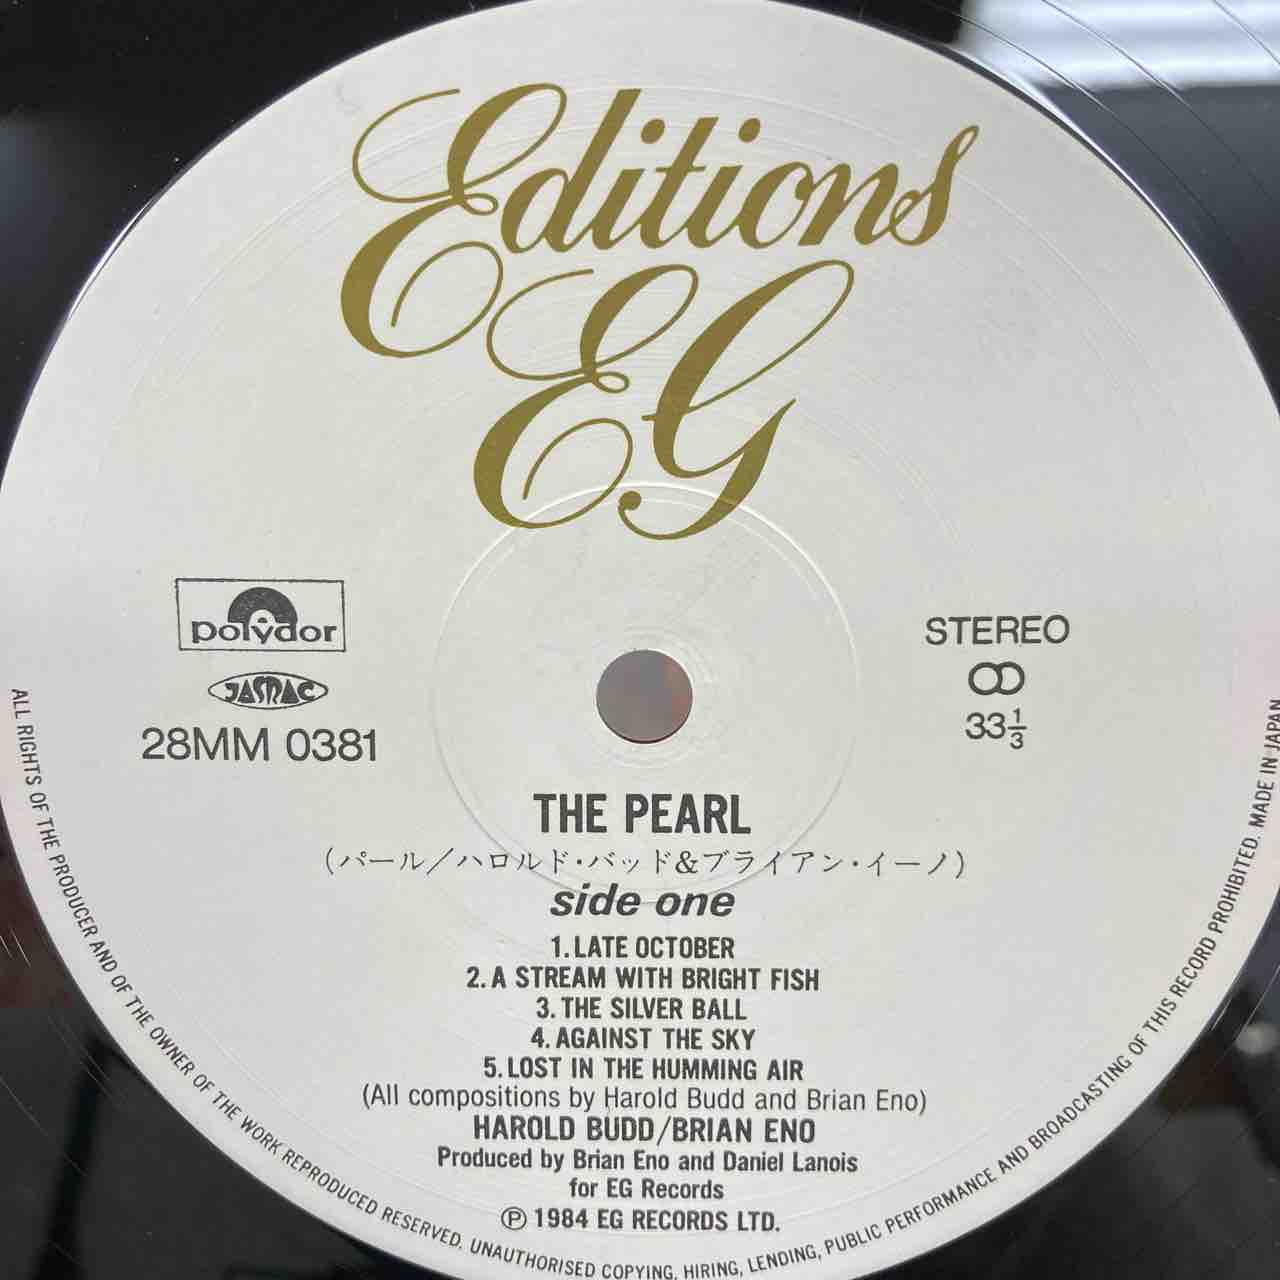 Editions
EG
polydor
JASRAC
28MM 0381
STEREO
33 1/3
THE PEARL
(パール/ハロルド・バッド&ブライアン・イーノ)
side one
1. LATE OCTOBER
2. A STREAM WITH BRIGHT FISH
3. THE SILVER BALL
4. AGAINST THE SKY
5. LOST IN THE HUMMING AIR
(All compositions by Harold Budd and Brian Eno)
HAROLD BUDD/BRIAN ENO
Produced by Brian Eno and Daniel Lanois
for EG Records
Ⓟ 1984 EG RECORDS LTD.
ALL RIGHTS OF THE PRODUCER AND OF THE OWNER OF THE WORK REPRODUCED RESERVED. UNAUTHORISED COPYING, HIRING, LENDING, PUBLIC PERFORMANCE AND BROADCASTING OF THIS RECORD PROHIBITED. MADE IN JAPAN